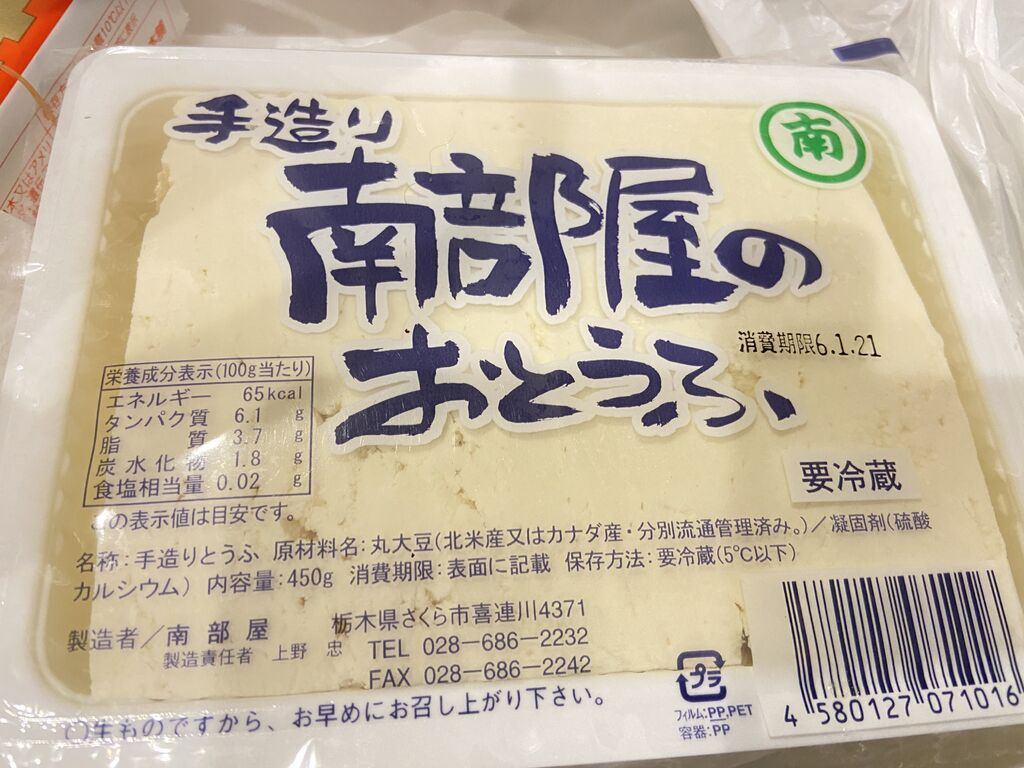 手造り
南
南部屋の
おとうふ、
消費期限6.1.21
栄養成分表示(100g当たり)
エネルギー 65kcal
タンパク質 6.1 g
脂質 3.7 g
炭水化物 1.8 g
食塩相当量 0.02 g
この表示値は目安です。
要冷蔵
名称:手造りとうふ 原材料名:丸大豆(北米産又はカナダ産・分別流通管理済み。)/凝固剤(硫酸
カルシウム) 内容量:450g 消費期限:表面に記載 保存方法:要冷蔵(5℃以下)
製造者/南部屋 栃木県さくら市喜連川4371
製造責任者 上野 忠 TEL 028-686-2232
FAX 028-686-2242
プラ
フィルム:PP,PET
容器:PP
4 580127 071016
〇生ものですから、お早めにお召し上がり下さい。